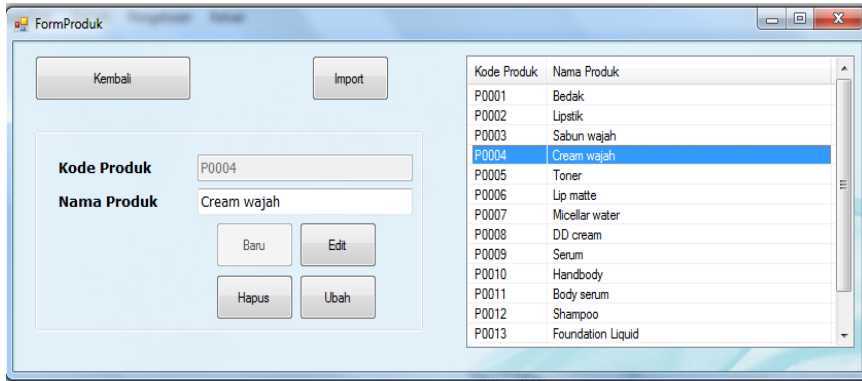 FormProduk
Kembali
Import
Kode Produk P0004
Nama Produk Cream wajah
Baru Edit
Hapus Ubah
Kode Produk Nama Produk
P0001 Bedak
P0002 Lipstik
P0003 Sabun wajah
P0004 Cream wajah
P0005 Toner
P0006 Lip matte
P0007 Micellar water
P0008 DD cream
P0009 Serum
P0010 Handbody
P0011 Body serum
P0012 Shampoo
P0013 Foundation Liquid